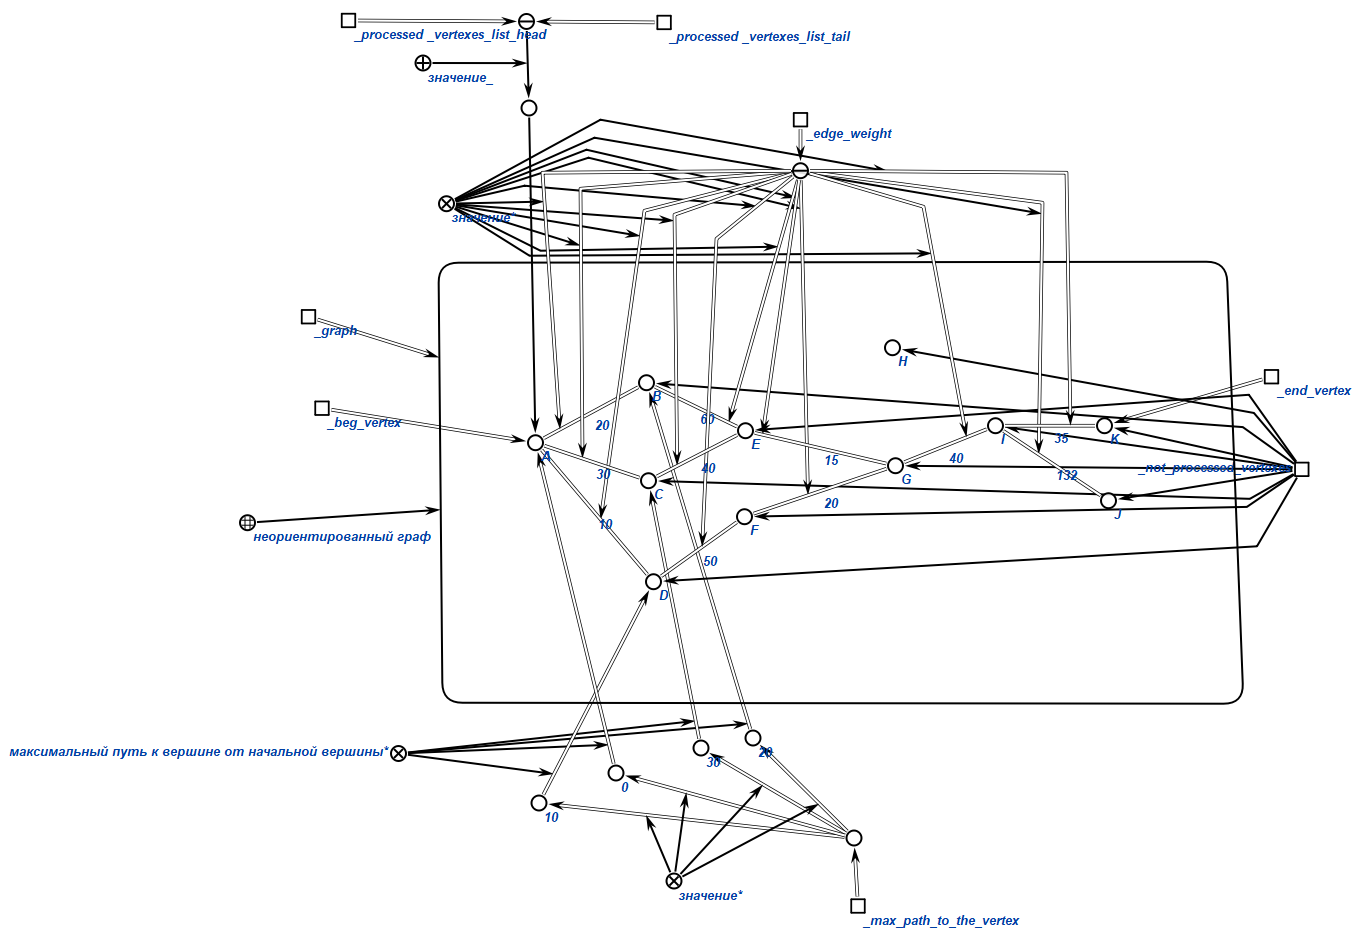 _processed _vertexes_list_head
_processed _vertexes_list_tail
значение_
_edge_weight
значение*
_graph
H
_end_vertex
B
_beg_vertex
20
60
A
E
I
35
K
30
C
40
15
G
40
_not_processed_vertexes
132
10
F
20
J
неориентированный граф
50
D
максимальный путь к вершине от начальной вершины*
30
20
0
10
значение*
_max_path_to_the_vertex